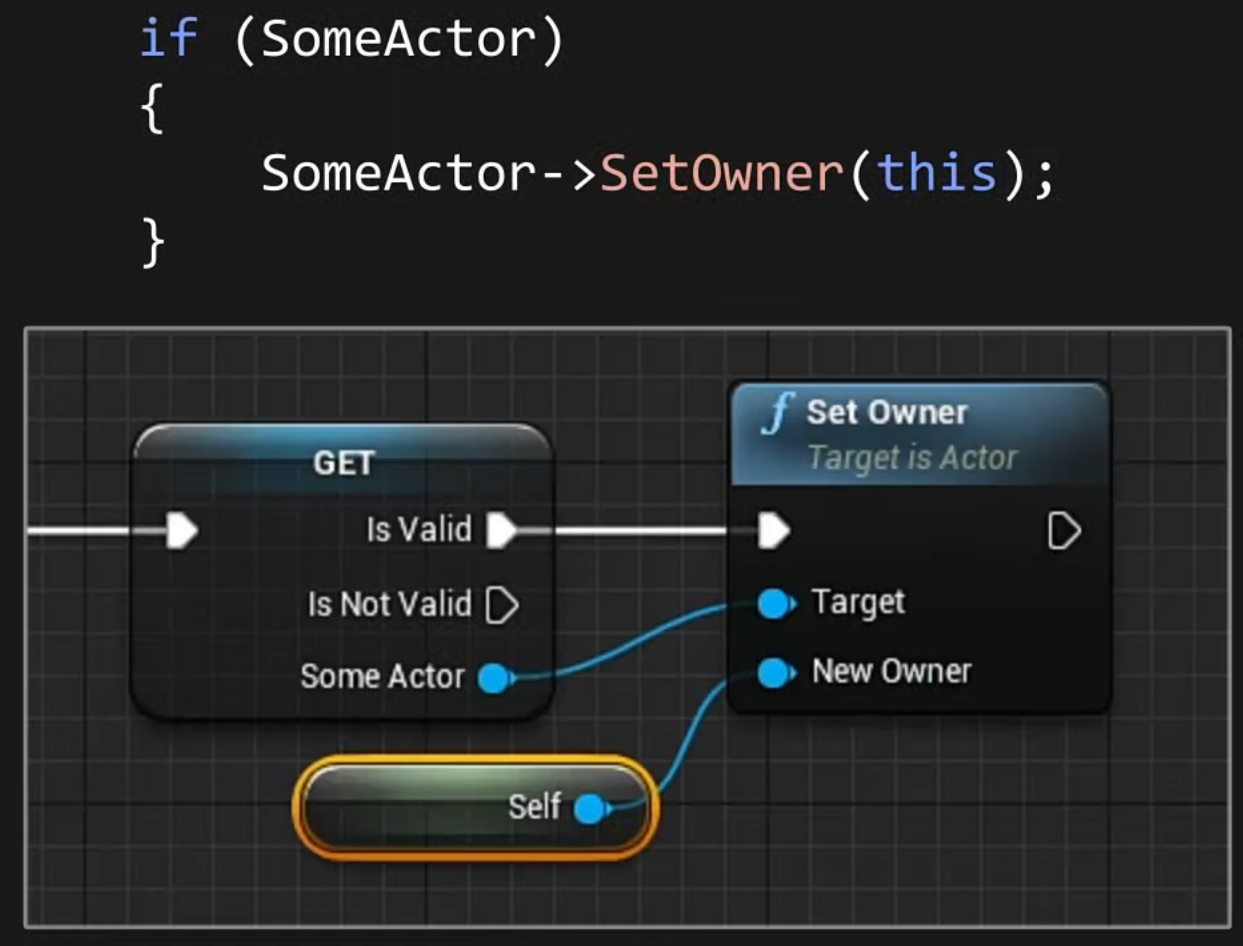 if (SomeActor)
{
    SomeActor->SetOwner(this);
}
GET
Is Valid
Is Not Valid
Some Actor
Self
f Set Owner
Target is Actor
Target
New Owner